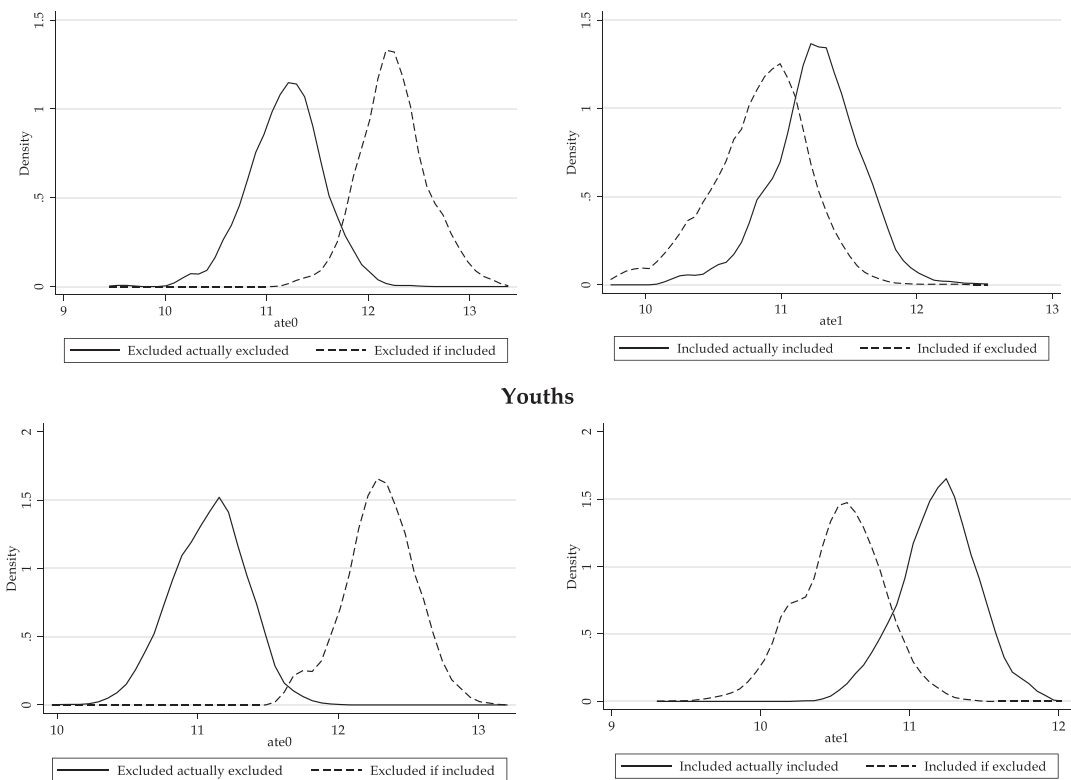 1.5
1
.5
0
Density
9 10 11 12 13
ate0
Excluded actually excluded Excluded if included
1.5
1
.5
0
Density
10 11 12 13
ate1
Included actually included Included if excluded
Youths
2
1.5
1
.5
0
Density
10 11 12 13
ate0
Excluded actually excluded Excluded if included
2
1.5
1
.5
0
Density
9 10 11 12
ate1
Included actually included Included if excluded